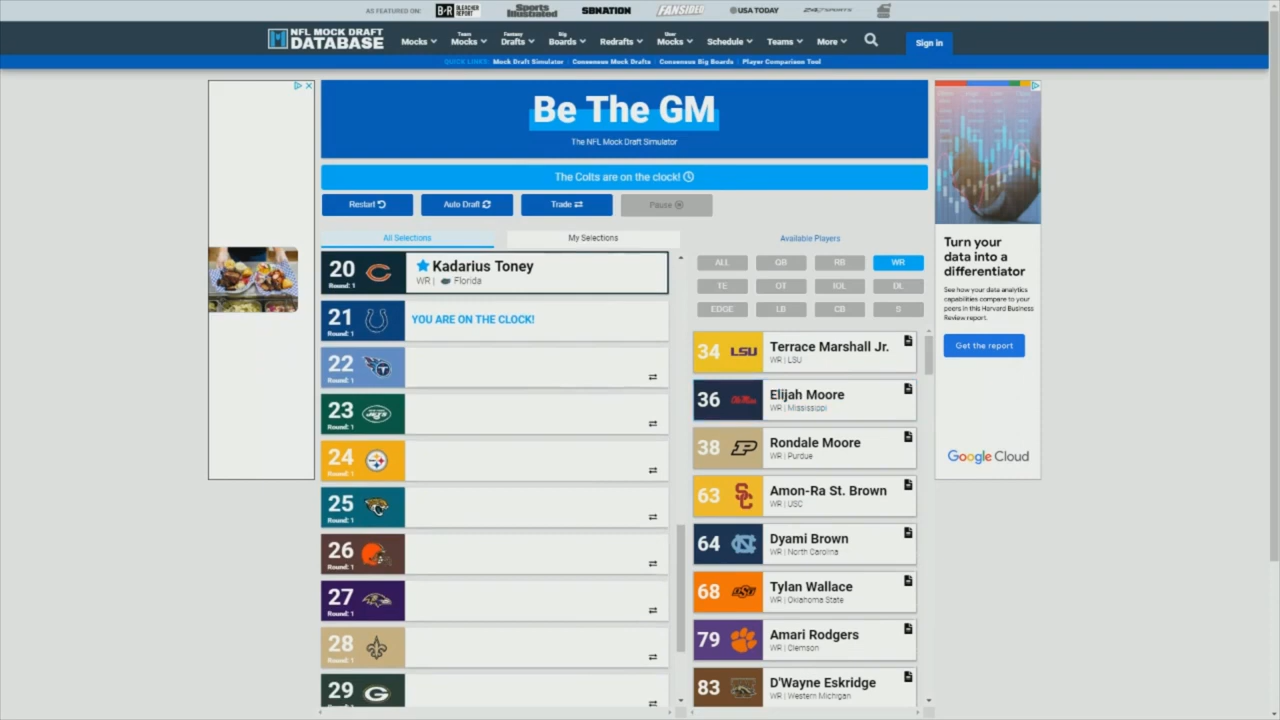 AS FEATURED ON:
B/R BLEACHER REPORT
Sports Illustrated
SBNATION
FANSIDED
USA TODAY
247SPORTS
NFL MOCK DRAFT
DATABASE
Mocks
Team Mocks
Fantasy Drafts
Big Boards
Redrafts
User Mocks
Schedule
Teams
More
Sign in
QUICK LINKS:
Mock Draft Simulator
Consensus Mock Drafts
Consensus Big Boards
Player Comparison Tool
Be The GM
The NFL Mock Draft Simulator
The Colts are on the clock!
Restart
Auto Draft
Trade
Pause
All Selections
My Selections
20
Round: 1
Kadarius Toney
WR | Florida
21
Round: 1
YOU ARE ON THE CLOCK!
22
Round: 1
23
Round: 1
JETS
24
Round: 1
25
Round: 1
26
Round: 1
27
Round: 1
28
Round: 1
29
G
Available Players
ALL
QB
RB
WR
TE
OT
IOL
DL
EDGE
LB
CB
S
34
LSU
Terrace Marshall Jr.
WR | LSU
36
Elijah Moore
WR | Mississippi
38
P
Rondale Moore
WR | Purdue
63
SC
Amon-Ra St. Brown
WR | USC
64
NC
Dyami Brown
WR | North Carolina
68
OSU
Tylan Wallace
WR | Oklahoma State
79
Amari Rodgers
WR | Clemson
83
D'Wayne Eskridge
WR | Western Michigan
Turn your
data into a
differentiator
See how your data analytics
capabilities compare to your
peers in this Harvard Business
Review report.
Get the report
Google Cloud